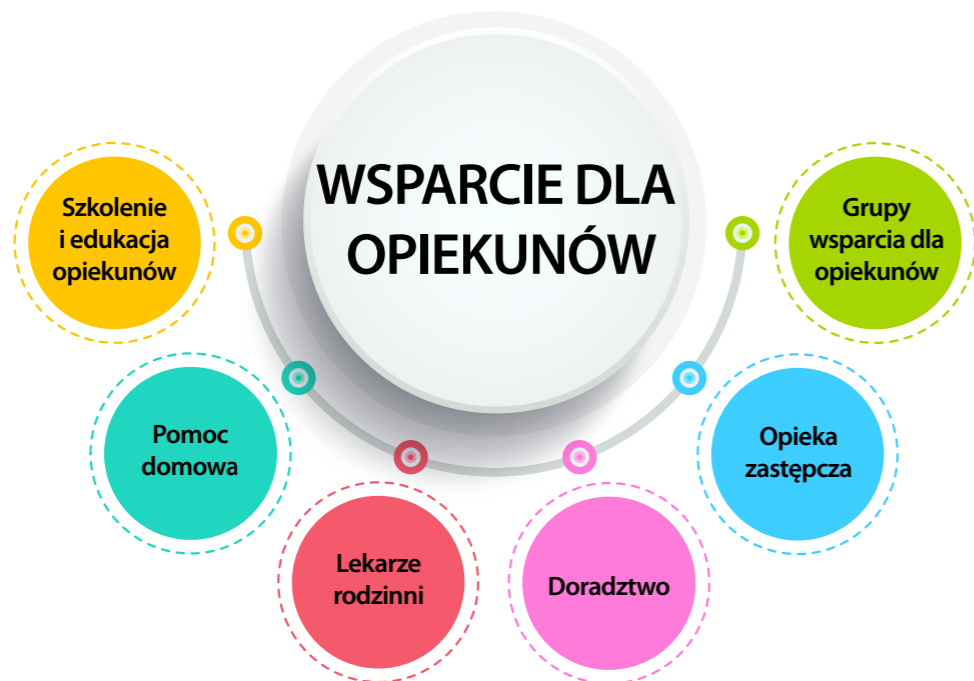 WSPARCIE DLA
OPIEKUNÓW
Szkolenie
i edukacja
opiekunów
Pomoc
domowa
Lekarze
rodzinni
Doradztwo
Opieka
zastępcza
Grupy
wsparcia dla
opiekunów